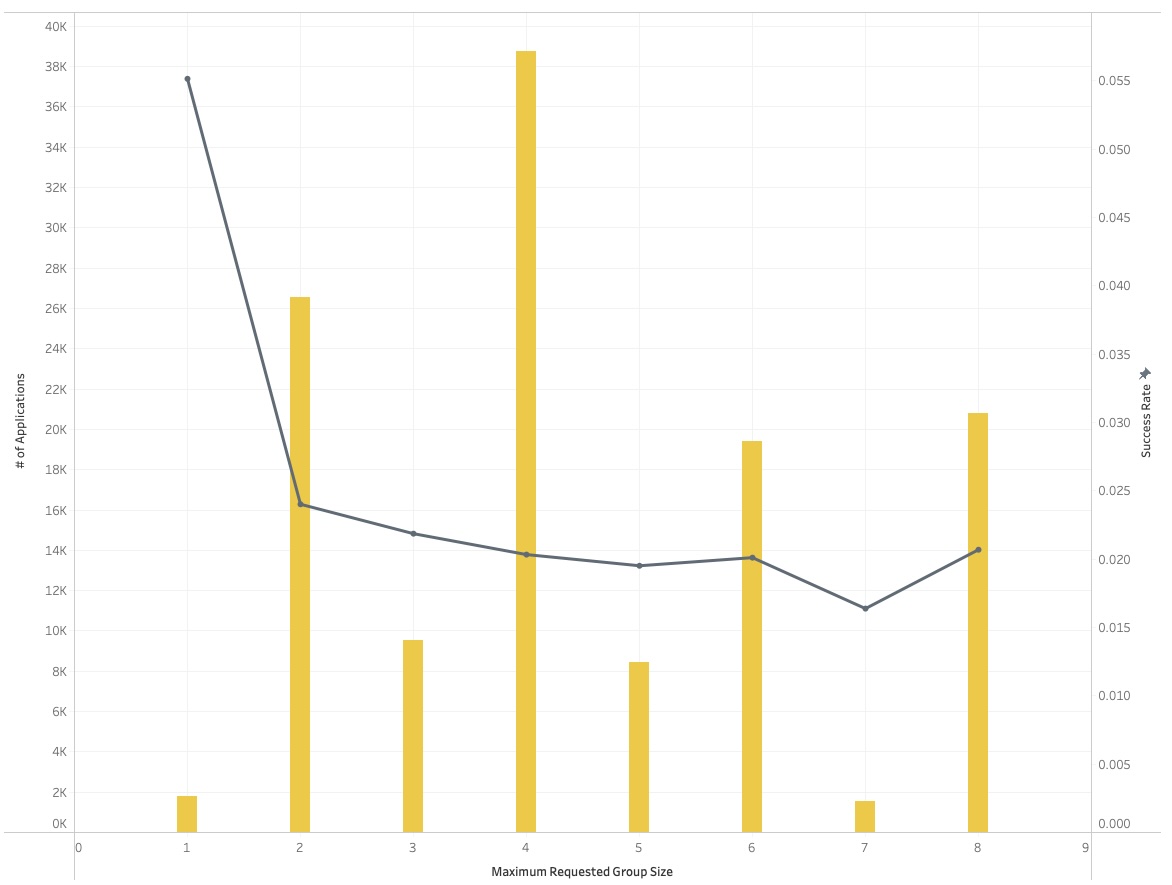 40K
38K
36K
34K
32K
30K
28K
26K
24K
22K
20K
18K
16K
14K
12K
10K
8K
6K
4K
2K
0K
# of Applications
0.055
0.050
0.045
0.040
0.035
0.030
0.025
0.020
0.015
0.010
0.005
0.000
Success Rate
0 1 2 3 4 5 6 7 8 9
Maximum Requested Group Size